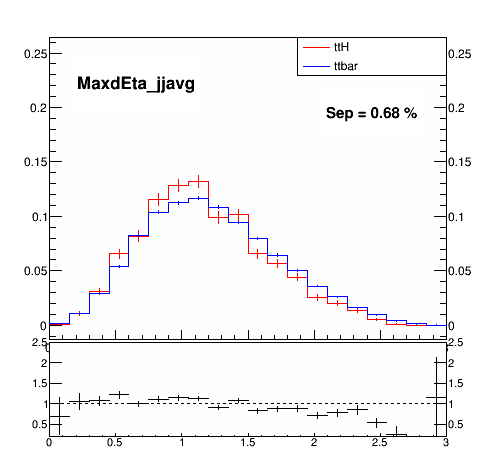 ttH
ttbar
MaxdEta_jjavg
Sep = 0.68 %
0.25 0.25
0.2 0.2
0.15 0.15
0.1 0.1
0.05 0.05
0 0
2.5 2.5
2 2
1.5 1.5
1 1
0.5 0.5
0 0.5 1 1.5 2 2.5 3